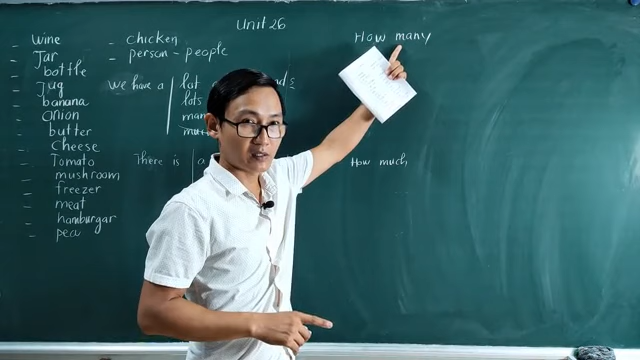 Unit 26
- wine
- Jar
bottle
- Jug
- banana
- onion
- butter
- Cheese
- Tomato
- mushroom
- freezer
- meat
- hamburgar
- pea
- chicken
- person - people
We have a
lot
lots
There is
How many
How much